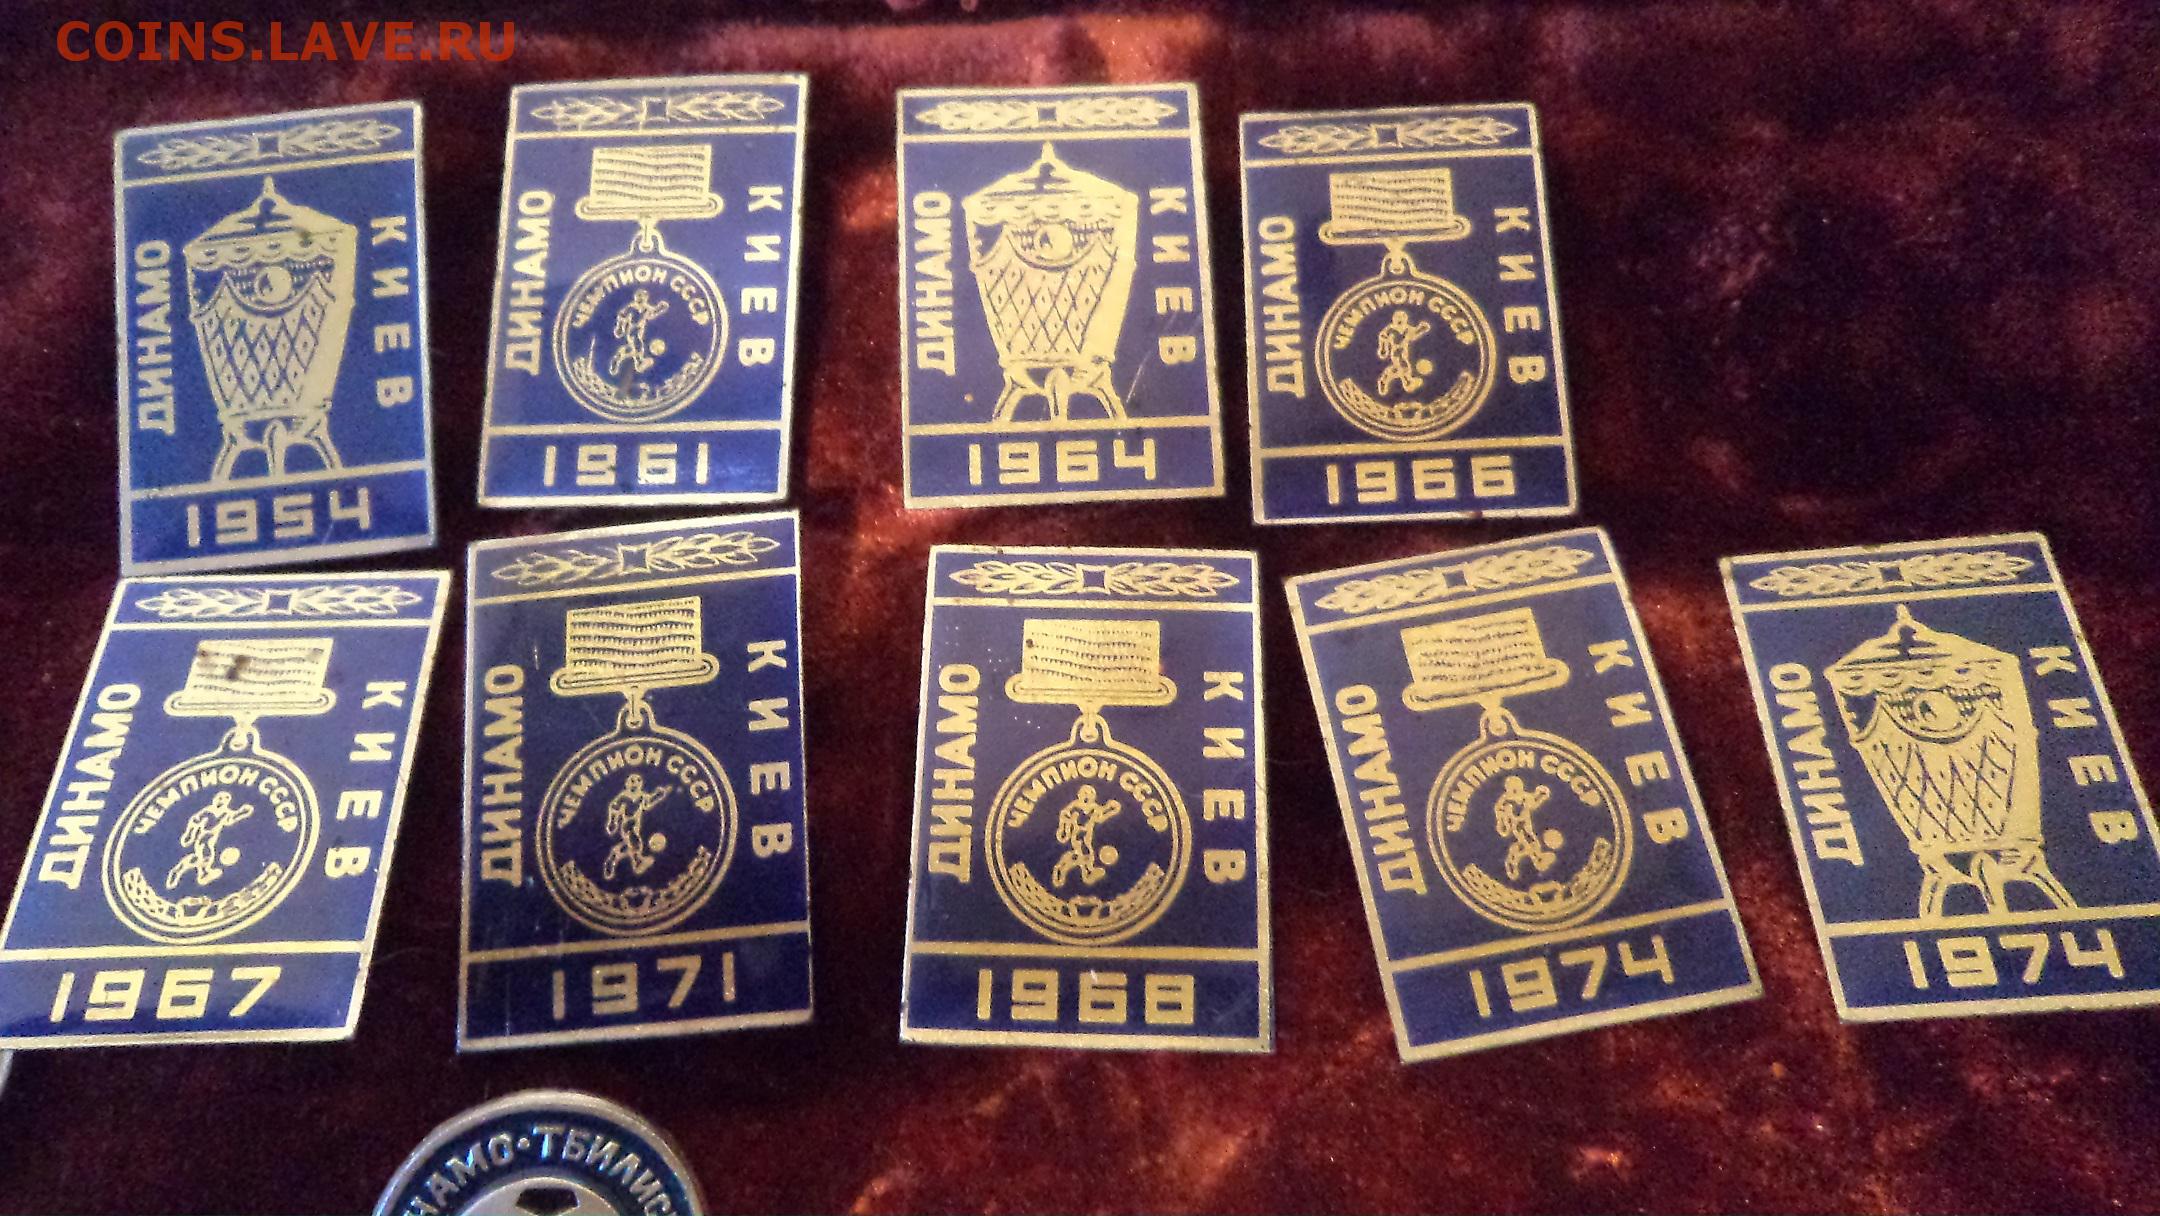 COINS.LAVE.RU
ДИНАМО
КИЕВ
1954
ДИНАМО
КИЕВ
ЧЕМПИОН СССР
1961
ДИНАМО
КИЕВ
1964
ДИНАМО
КИЕВ
ЧЕМПИОН СССР
1966
ДИНАМО
КИЕВ
ЧЕМПИОН СССР
1967
ДИНАМО
КИЕВ
ЧЕМПИОН СССР
1971
ДИНАМО
КИЕВ
ЧЕМПИОН СССР
1968
ДИНАМО
КИЕВ
ЧЕМПИОН СССР
1974
ДИНАМО
КИЕВ
1974
НАМО·ТБИЛИС